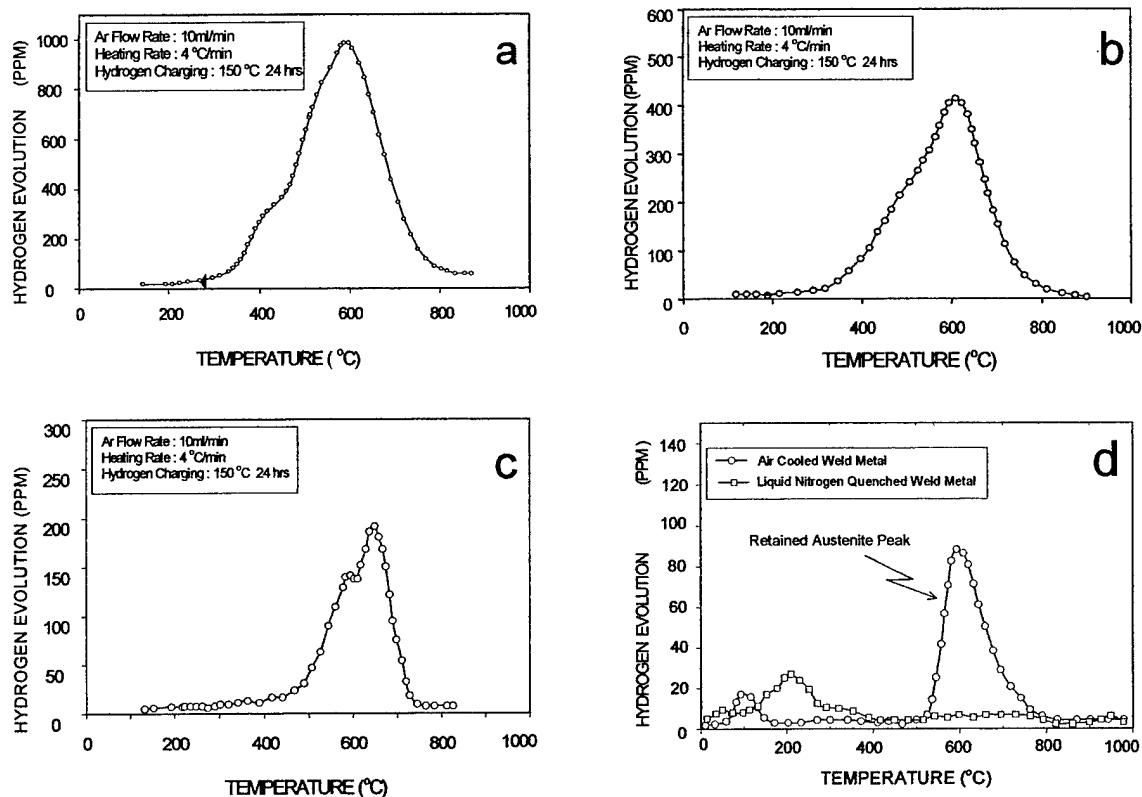 a
Ar Flow Rate : 10ml/min
Heating Rate : 4 °C/min
Hydrogen Charging : 150 °C 24 hrs
HYDROGEN EVOLUTION (PPM)
1000
800
600
400
200
0
0 200 400 600 800 1000
TEMPERATURE ( °C)
b
Ar Flow Rate : 10ml/min
Heating Rate : 4 °C/min
Hydrogen Charging : 150 °C 24 hrs
HYDROGEN EVOLUTION (PPM)
600
500
400
300
200
100
0
0 200 400 600 800 1000
TEMPERATURE (°C)
c
Ar Flow Rate : 10ml/min
Heating Rate : 4 °C/min
Hydrogen Charging : 150 °C 24 hrs
HYDROGEN EVOLUTION (PPM)
300
250
200
150
100
50
0
0 200 400 600 800 1000
TEMPERATURE (°C)
d
Air Cooled Weld Metal
Liquid Nitrogen Quenched Weld Metal
Retained Austenite Peak
HYDROGEN EVOLUTION (PPM)
140
120
100
80
60
40
20
0
0 200 400 600 800 1000
TEMPERATURE (°C)